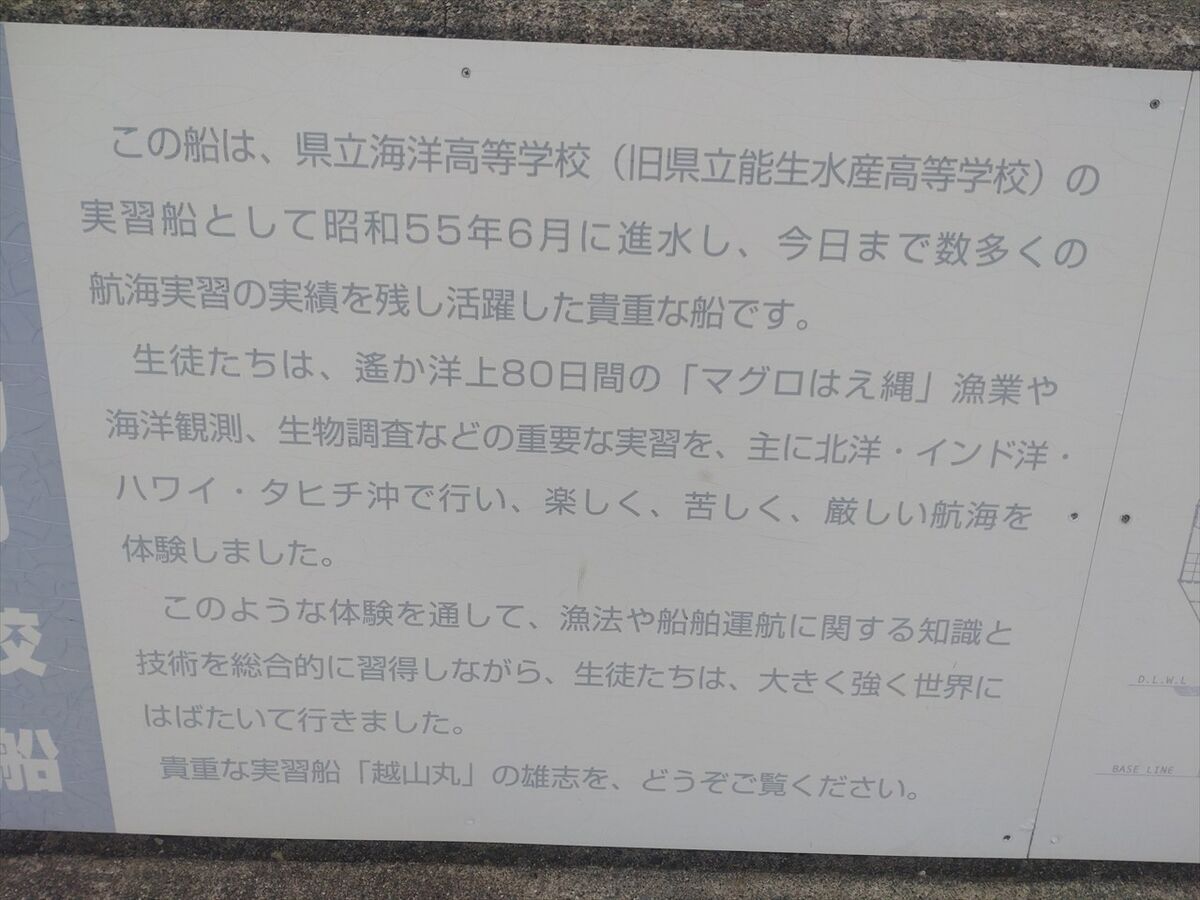 この船は、県立海洋高等学校（旧県立能生水産高等学校）の
実習船として昭和55年6月に進水し、今日まで数多くの
航海実習の実績を残し活躍した貴重な船です。
生徒たちは、遙か洋上80日間の「マグロはえ縄」漁業や
海洋観測、生物調査などの重要な実習を、主に北洋・インド洋・
ハワイ・タヒチ沖で行い、楽しく、苦しく、厳しい航海を
体験しました。
このような体験を通して、漁法や船舶運航に関する知識と
技術を総合的に習得しながら、生徒たちは、大きく強く世界に
はばたいて行きました。
貴重な実習船「越山丸」の雄志を、どうぞご覧ください。
校
船
D.L.W.L
BASE LINE